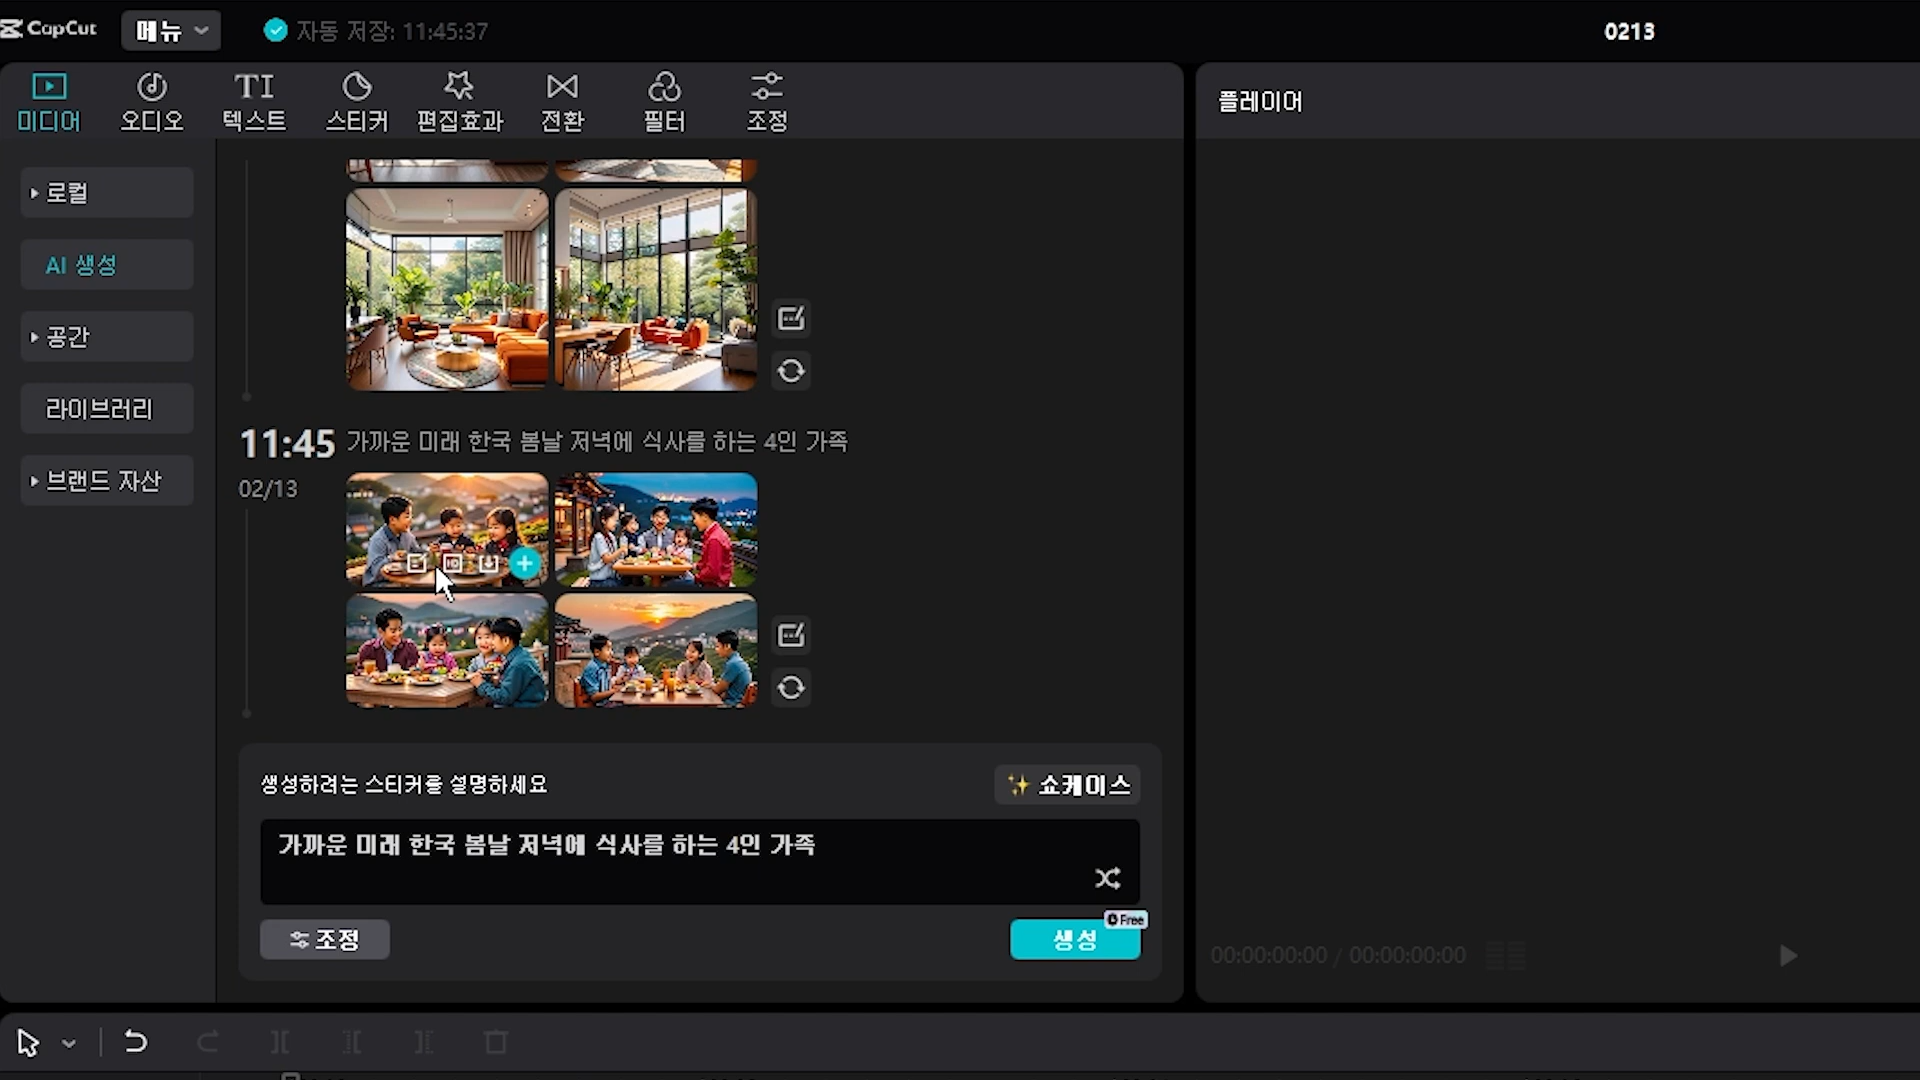 CapCut
메뉴
자동 저장: 11:45:37
0213
미디어
오디오
TI
텍스트
스티커
편집효과
전환
필터
조정
플레이어
로컬
AI 생성
공간
라이브러리
브랜드 자산
11:45 가까운 미래 한국 봄날 저녁에 식사를 하는 4인 가족
02/13
HD
생성하려는 스티커를 설명하세요
쇼케이스
가까운 미래 한국 봄날 저녁에 식사를 하는 4인 가족
조정
Free
생성
00:00:00:00 / 00:00:00:00